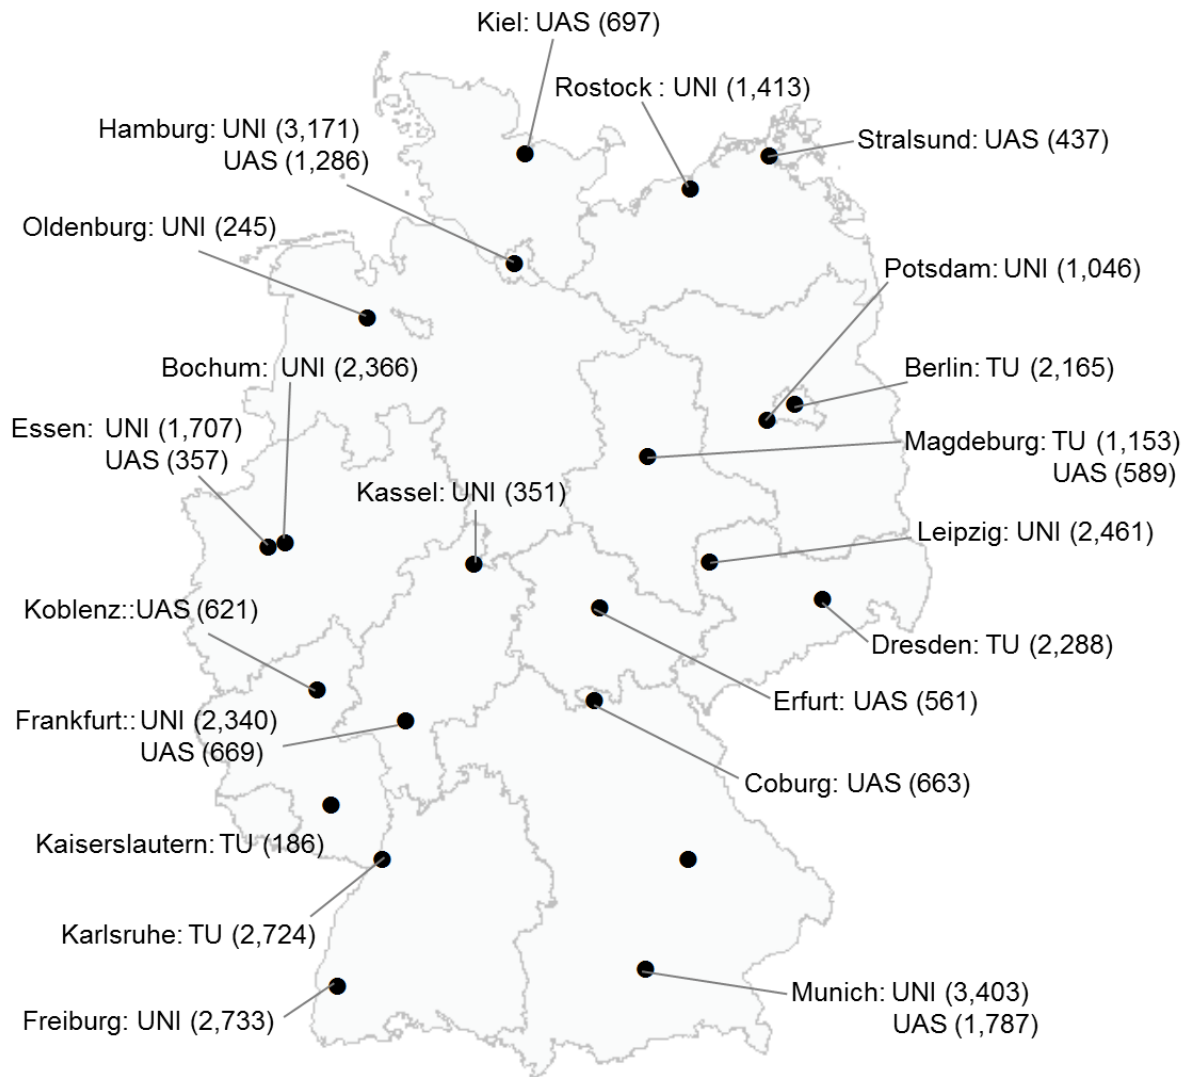 Kiel: UAS (697)
Rostock : UNI (1,413)
Hamburg: UNI (3,171)
UAS (1,286)
Stralsund: UAS (437)
Oldenburg: UNI (245)
Potsdam: UNI (1,046)
Bochum: UNI (2,366)
Berlin: TU (2,165)
Essen: UNI (1,707)
UAS (357)
Magdeburg: TU (1,153)
UAS (589)
Kassel: UNI (351)
Leipzig: UNI (2,461)
Koblenz::UAS (621)
Dresden: TU (2,288)
Erfurt: UAS (561)
Frankfurt:: UNI (2,340)
UAS (669)
Coburg: UAS (663)
Kaiserslautern: TU (186)
Karlsruhe: TU (2,724)
Munich: UNI (3,403)
UAS (1,787)
Freiburg: UNI (2,733)